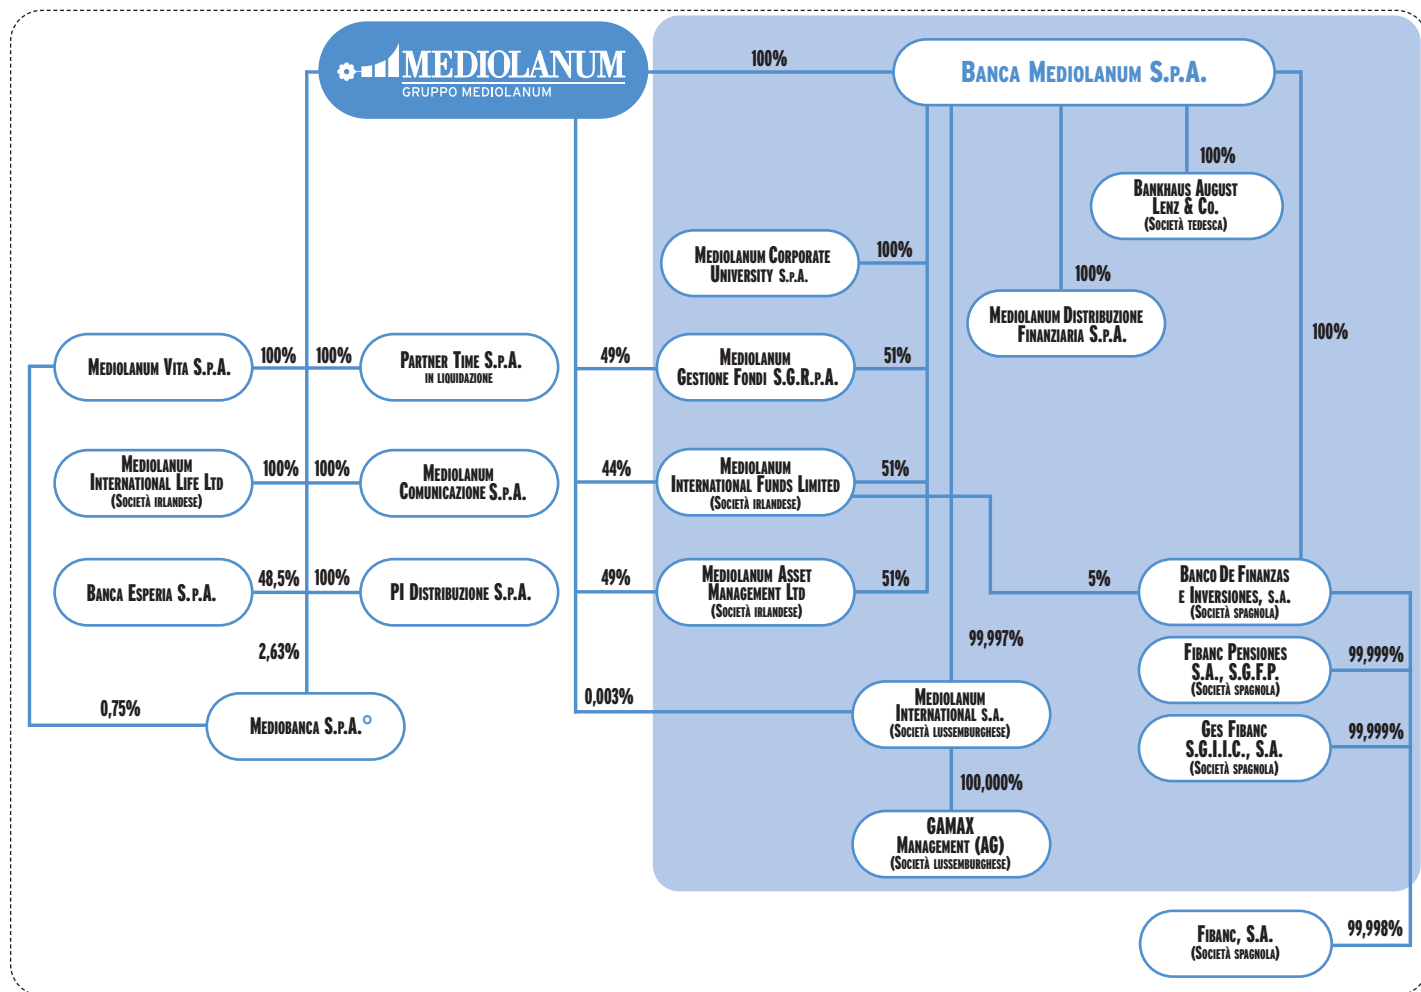 MEDIOLANUM
GRUPPO MEDIOLANUM
100%
BANCA MEDIOLANUM S.P.A.
100%
BANKHAUS AUGUST
LENZ & CO.
(SOCIETÀ TEDESCA)
MEDIOLANUM CORPORATE
UNIVERSITY S.P.A.
100%
100%
MEDIOLANUM DISTRIBUZIONE
FINANZIARIA S.P.A.
100%
MEDIOLANUM VITA S.P.A.
100%
100%
PARTNER TIME S.P.A.
IN LIQUIDAZIONE
49%
MEDIOLANUM
GESTIONE FONDI S.G.R.P.A.
51%
MEDIOLANUM
INTERNATIONAL LIFE LTD
(SOCIETÀ IRLANDESE)
100%
100%
MEDIOLANUM
COMUNICAZIONE S.P.A.
44%
MEDIOLANUM
INTERNATIONAL FUNDS LIMITED
(SOCIETÀ IRLANDESE)
51%
BANCA ESPERIA S.P.A.
48,5%
100%
PI DISTRIBUZIONE S.P.A.
49%
MEDIOLANUM ASSET
MANAGEMENT LTD
(SOCIETÀ IRLANDESE)
51%
5%
BANCO DE FINANZAS
E INVERSIONES, S.A.
(SOCIETÀ SPAGNOLA)
2,63%
99,997%
FIBANC PENSIONES
S.A., S.G.F.P.
(SOCIETÀ SPAGNOLA)
99,999%
0,75%
MEDIOBANCA S.P.A.°
0,003%
MEDIOLANUM
INTERNATIONAL S.A.
(SOCIETÀ LUSSEMBURGHESE)
GES FIBANC
S.G.I.I.C., S.A.
(SOCIETÀ SPAGNOLA)
99,999%
100,000%
GAMAX
MANAGEMENT (AG)
(SOCIETÀ LUSSEMBURGHESE)
FIBANC, S.A.
(SOCIETÀ SPAGNOLA)
99,998%